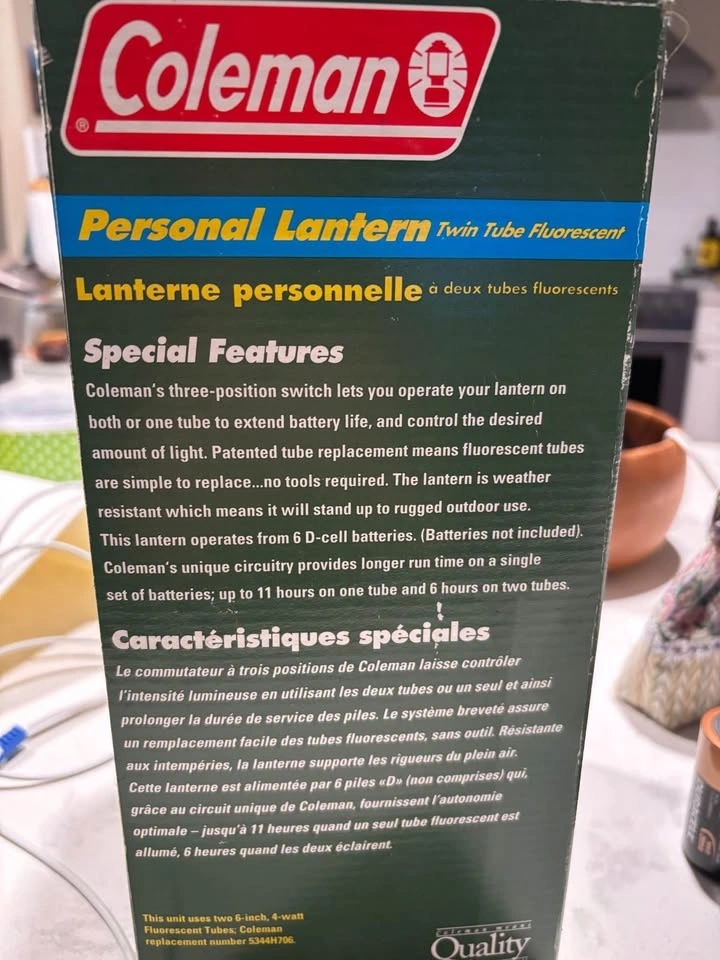 Coleman
®
Personal Lantern Twin Tube Fluorescent
Lanterne personnelle à deux tubes fluorescents
Special Features
Coleman's three-position switch lets you operate your lantern on
both or one tube to extend battery life, and control the desired
amount of light. Patented tube replacement means fluorescent tubes
are simple to replace...no tools required. The lantern is weather
resistant which means it will stand up to rugged outdoor use.
This lantern operates from 6 D-cell batteries. (Batteries not included).
Coleman's unique circuitry provides longer run time on a single
set of batteries; up to 11 hours on one tube and 6 hours on two tubes.
Caractéristiques spéciales
Le commutateur à trois positions de Coleman laisse contrôler
l'intensité lumineuse en utilisant les deux tubes ou un seul et ainsi
prolonger la durée de service des piles. Le système breveté assure
un remplacement facile des tubes fluorescents, sans outil. Résistante
aux intempéries, la lanterne supporte les rigueurs du plein air.
Cette lanterne est alimentée par 6 piles «D» (non comprises) qui,
grâce au circuit unique de Coleman, fournissent l'autonomie
optimale – jusqu'à 11 heures quand un seul tube fluorescent est
allumé, 6 heures quand les deux éclairent.
This unit uses two 6-inch, 4-watt
Fluorescent Tubes; Coleman
replacement number 5344H706.
Coleman means
Quality